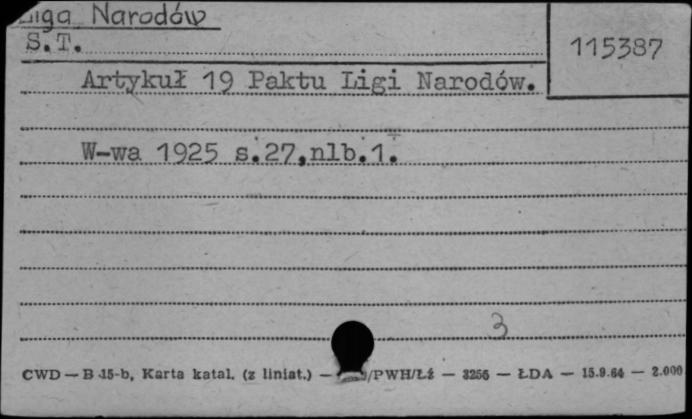 Liga Narodów
S.T.
115387
Artykuł 19 Paktu Ligi Narodów.
W-wa 1925 s.27,nlb.1.
3
CWD — B 15-b, Karta katal. (z liniat.) — /PWH/Łź — 3256 — ŁDA — 15.9.64 — 2.000